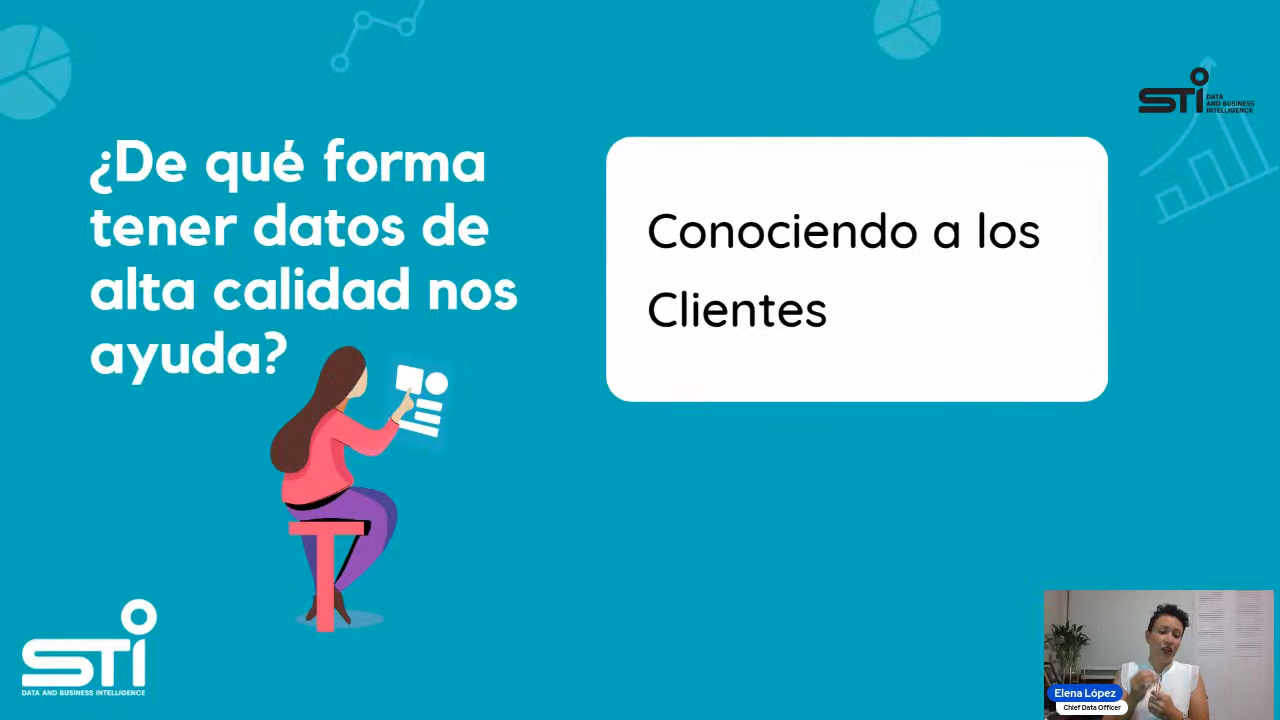 STi DATA
AND BUSINESS
INTELLIGENCE
¿De qué forma
tener datos de
alta calidad nos
ayuda?
Conociendo a los
Clientes
STi
DATA AND BUSINESS INTELLIGENCE
Elena López
Chief Data Officer